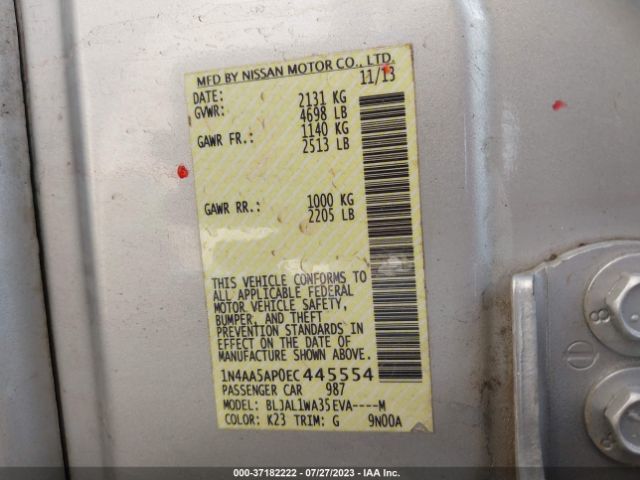 MFD BY NISSAN MOTOR CO., LTD.
DATE: 11/13
GVWR: 2131 KG
4698 LB
GAWR FR.: 1140 KG
2513 LB
GAWR RR.: 1000 KG
2205 LB
THIS VEHICLE CONFORMS TO
ALL APPLICABLE FEDERAL
MOTOR VEHICLE SAFETY,
BUMPER, AND THEFT
PREVENTION STANDARDS IN
EFFECT ON THE DATE OF
MANUFACTURE SHOWN ABOVE.
1N4AA5AP0EC445554
PASSENGER CAR 987
MODEL: BLJAL1WA35EVA----M
COLOR: K23 TRIM: G 9N00A
8
000-37182222 - 07/27/2023 - IAA Inc.